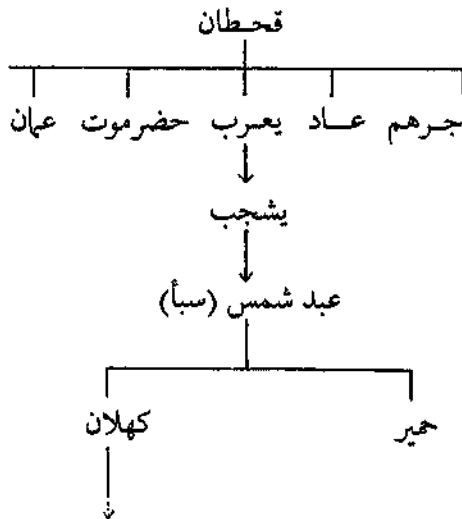 قحطان
جرهم عاد يعرب حضرموت عمان
يشجب
عبد شمس (سبأ)
حمير كهلان